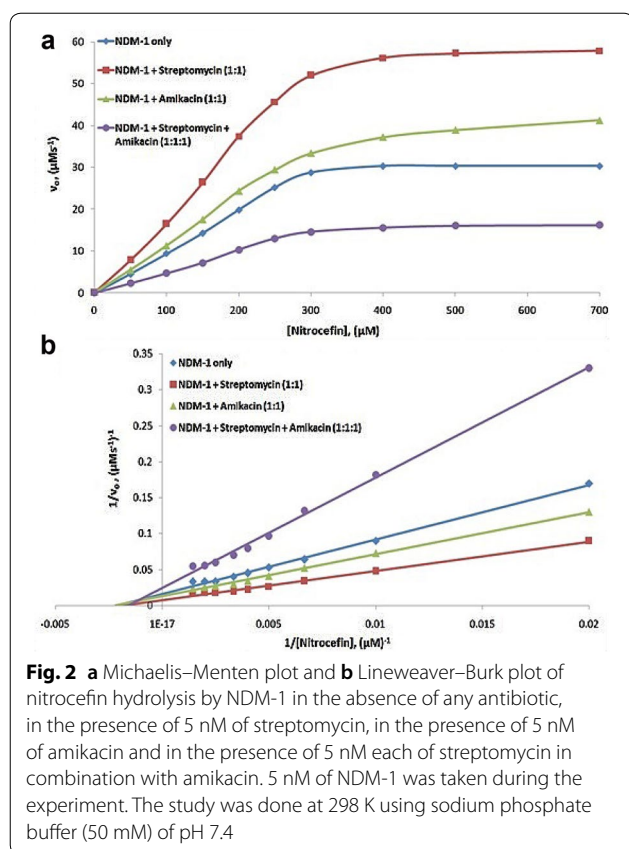 a
60
50
40
30
20
10
0
v₀, (µMs⁻¹)
NDM-1 only
NDM-1 + Streptomycin (1:1)
NDM-1 + Amikacin (1:1)
NDM-1 + Streptomycin +
Amikacin (1:1:1)
0 100 200 300 400 500 600 700
[Nitrocefin], (µM)
b
0.35
0.3
0.25
0.2
0.15
0.1
0.05
0
1/v₀, (µMs⁻¹)⁻¹
NDM-1 only
NDM-1 + Streptomycin (1:1)
NDM-1 + Amikacin (1:1)
NDM-1 + Streptomycin + Amikacin (1:1:1)
-0.005 1E-17 0.005 0.01 0.015 0.02
1/[Nitrocefin], (µM)⁻¹
Fig. 2 a Michaelis–Menten plot and b Lineweaver–Burk plot of
nitrocefin hydrolysis by NDM-1 in the absence of any antibiotic,
in the presence of 5 nM of streptomycin, in the presence of 5 nM
of amikacin and in the presence of 5 nM each of streptomycin in
combination with amikacin. 5 nM of NDM-1 was taken during the
experiment. The study was done at 298 K using sodium phosphate
buffer (50 mM) of pH 7.4